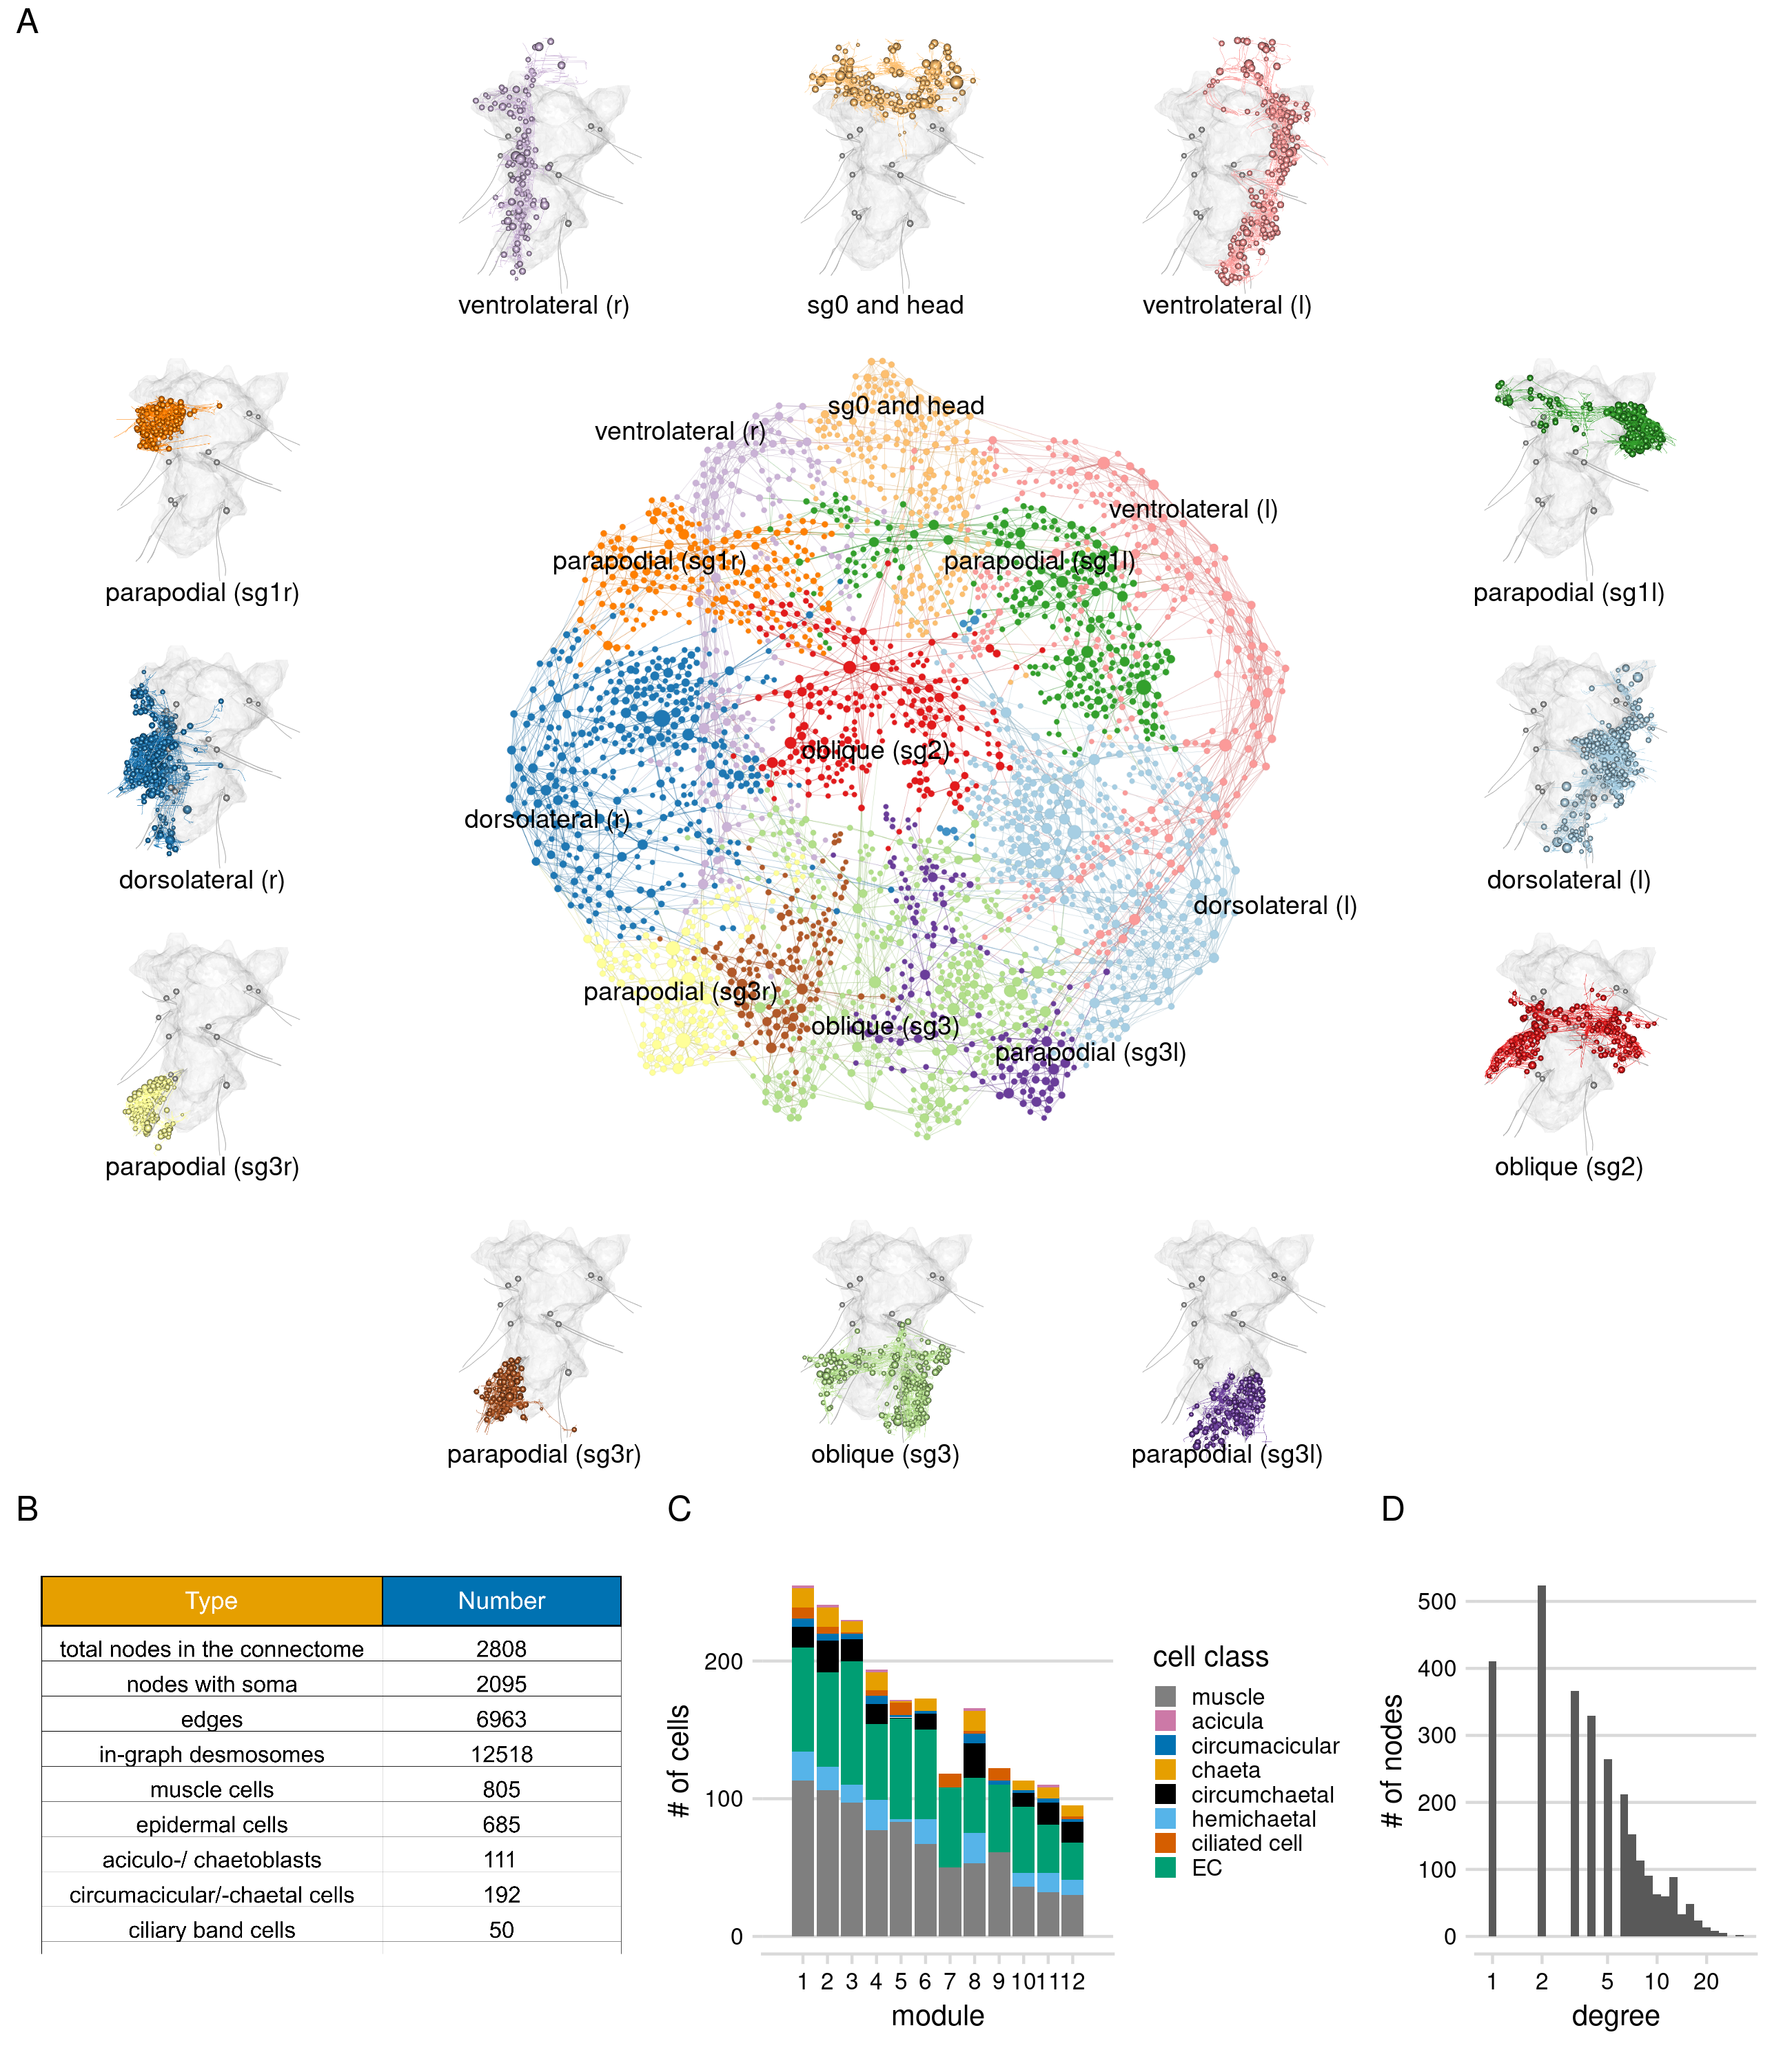 A
ventrolateral (r)
sg0 and head
ventrolateral (l)
parapodial (sg1r)
parapodial (sg1l)
dorsolateral (r)
dorsolateral (l)
parapodial (sg3r)
oblique (sg2)
sg0 and head
ventrolateral (r)
ventrolateral (l)
parapodial (sg1r)
parapodial (sg1l)
oblique (sg2)
dorsolateral (r)
dorsolateral (l)
parapodial (sg3r)
oblique (sg3)
parapodial (sg3l)
parapodial (sg3r)
oblique (sg3)
parapodial (sg3l)
B
Type Number
total nodes in the connectome 2808
nodes with soma 2095
edges 6963
in-graph desmosomes 12518
muscle cells 805
epidermal cells 685
aciculo-/ chaetoblasts 111
circumacicular/-chaetal cells 192
ciliary band cells 50
C
# of cells
200
100
0
1 2 3 4 5 6 7 8 9 10 11 12
module
cell class
muscle
acicula
circumacicular
chaeta
circumchaetal
hemichaetal
ciliated cell
EC
D
# of nodes
500
400
300
200
100
0
1 2 5 10 20
degree